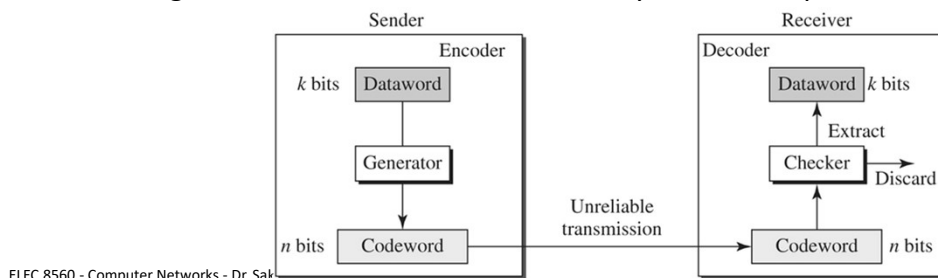 Sender
Receiver
Encoder
Decoder
k bits
Dataword
Dataword
k bits
Extract
Generator
Checker
Discard
Unreliable
transmission
n bits
Codeword
Codeword
n bits
ELEC 8560 - Computer Networks - Dr.